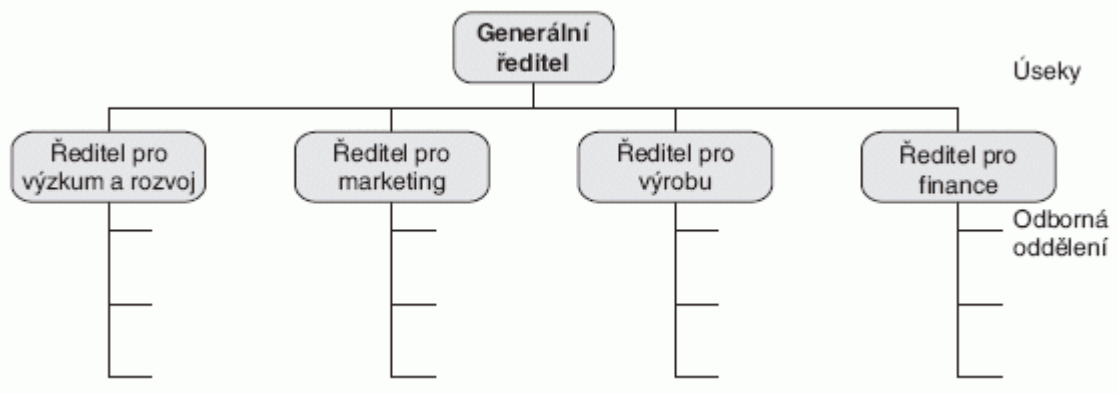 Generální
ředitel
Úseky
Ředitel pro
výzkum a rozvoj
Ředitel pro
marketing
Ředitel pro
výrobu
Ředitel pro
finance
Odborná
oddělení